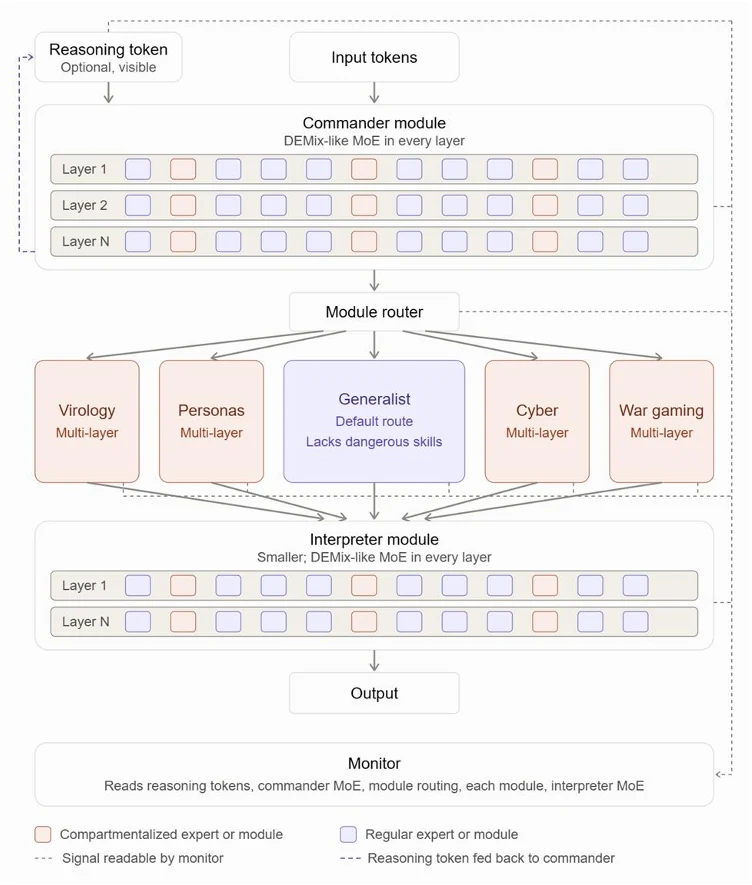 Reasoning token
Optional, visible
Input tokens
Commander module
DEMix-like MoE in every layer
Layer 1
Layer 2
Layer N
Module router
Virology
Multi-layer
Personas
Multi-layer
Generalist
Default route
Lacks dangerous skills
Cyber
Multi-layer
War gaming
Multi-layer
Interpreter module
Smaller; DEMix-like MoE in every layer
Layer 1
Layer N
Output
Monitor
Reads reasoning tokens, commander MoE, module routing, each module, interpreter MoE
Compartmentalized expert or module
Regular expert or module
Signal readable by monitor
Reasoning token fed back to commander